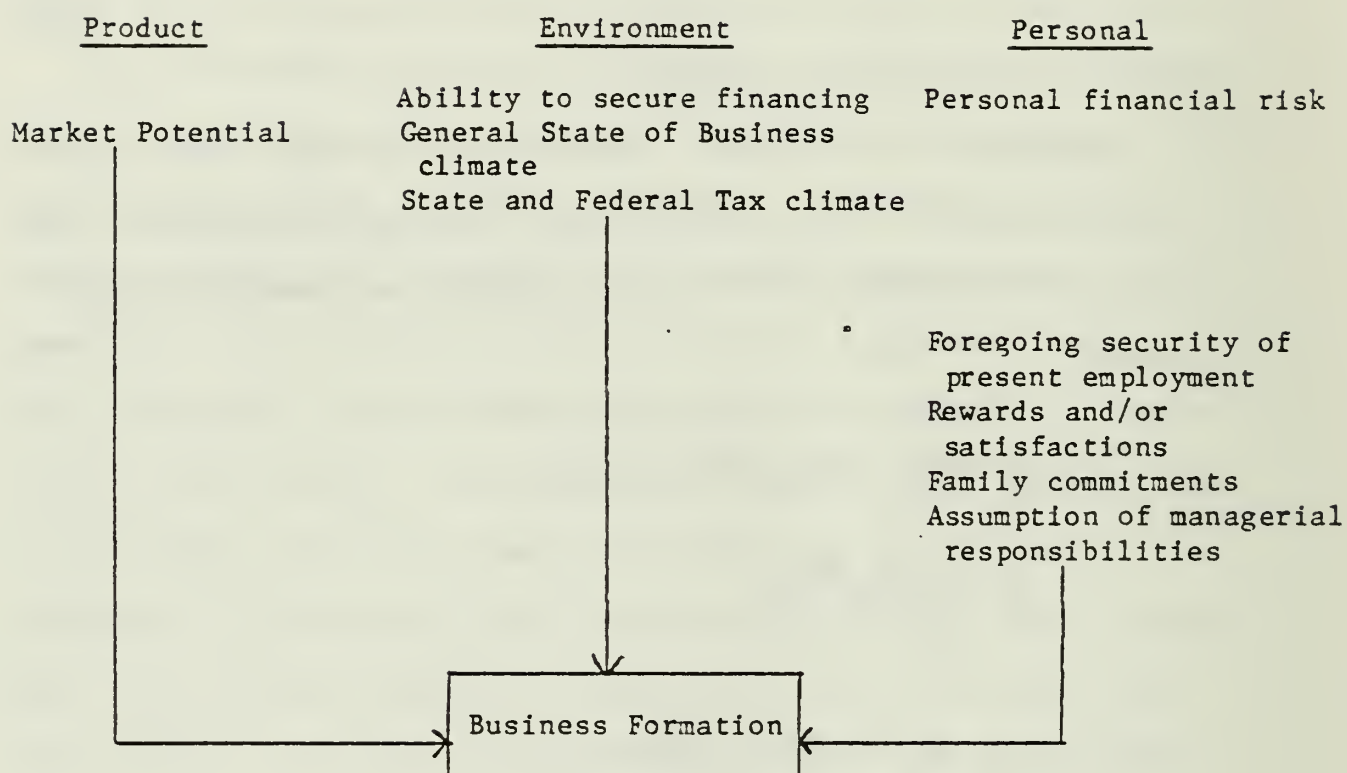 Product
Environment
Personal
Market Potential
Ability to secure financing
General State of Business
climate
State and Federal Tax climate
Personal financial risk
Foregoing security of
present employment
Rewards and/or
satisfactions
Family commitments
Assumption of managerial
responsibilities
Business Formation